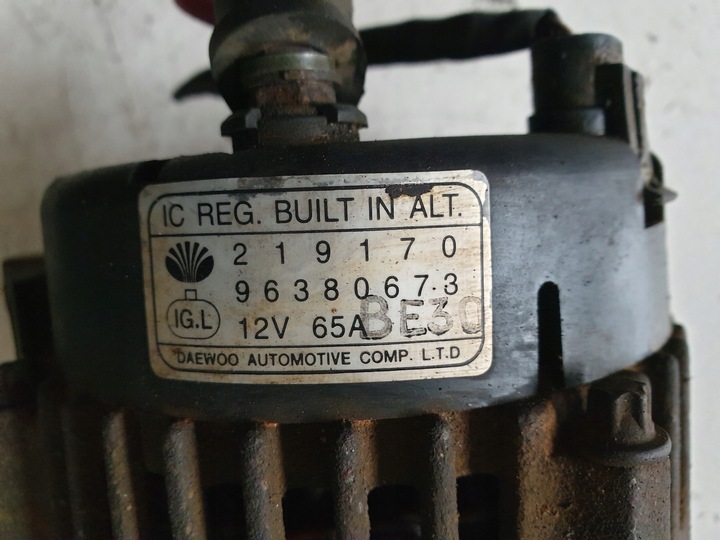 IC REG. BUILT IN ALT.
219170
96380673
IG.L 12V 65A BE30
DAEWOO AUTOMOTIVE COMP. L.T.D